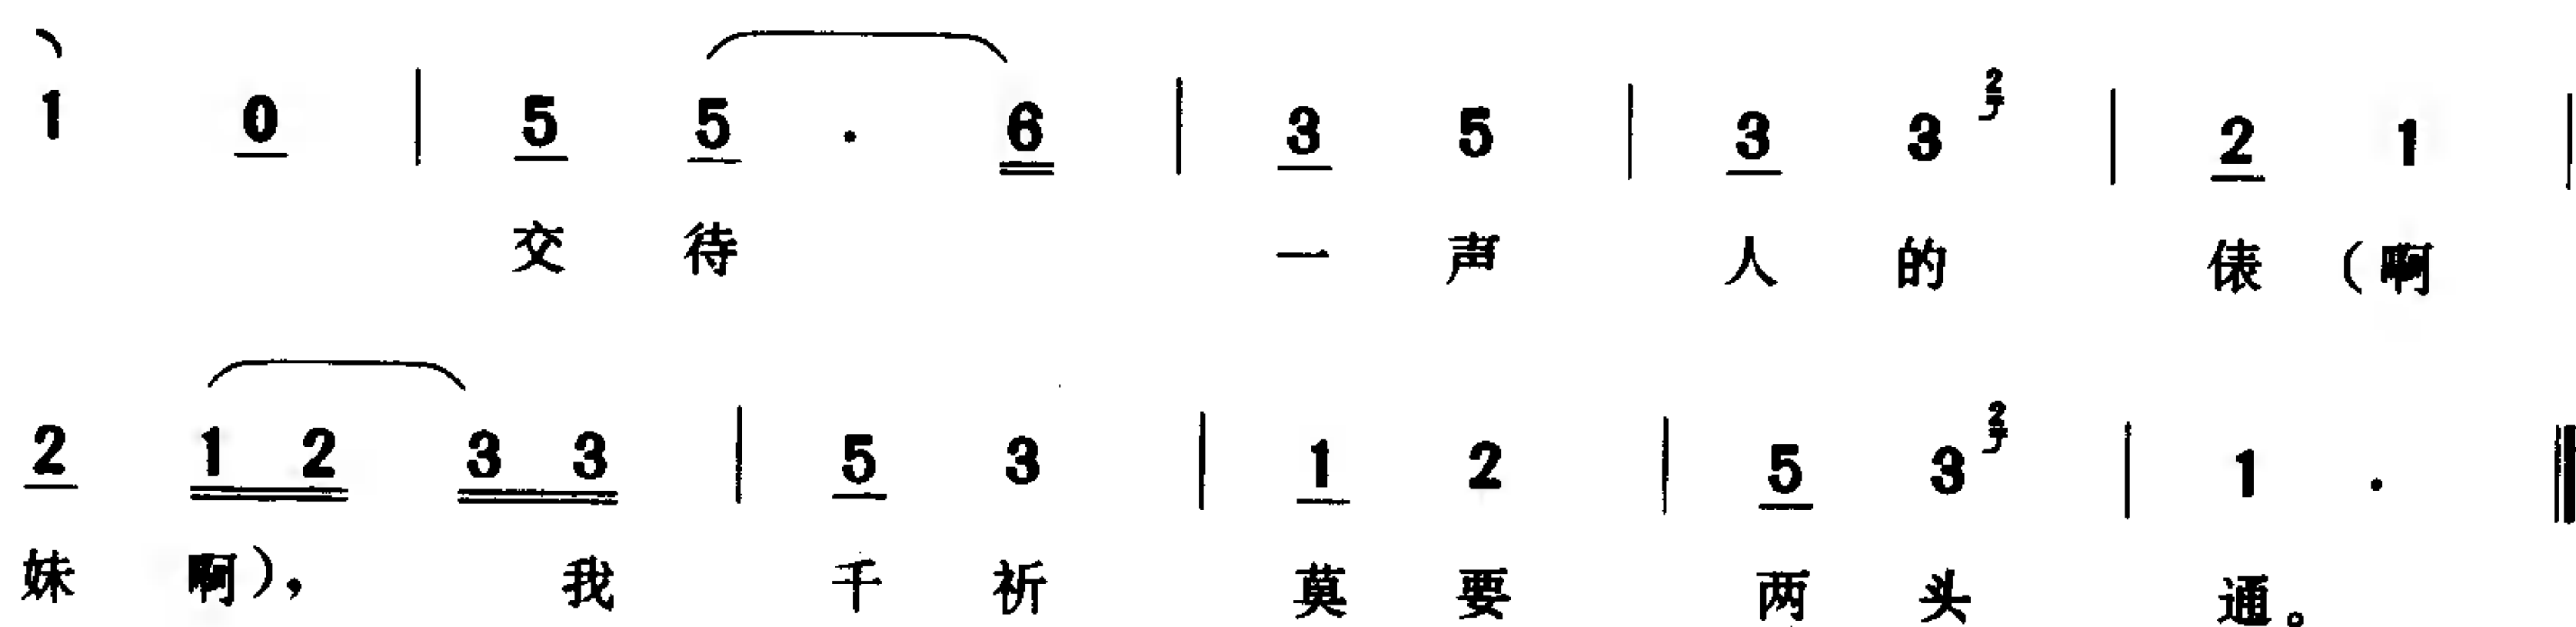 1 0 | 5 5 · 6 | 3 5 | 3 3 2 | 2 1 |
交 待 一 声 人 的 俵 (啊
2 1 2 3 3 | 5 3 | 1 2 | 5 3 2 | 1 · ‖
妹 啊), 我 千 祈 莫 要 两 头 通。